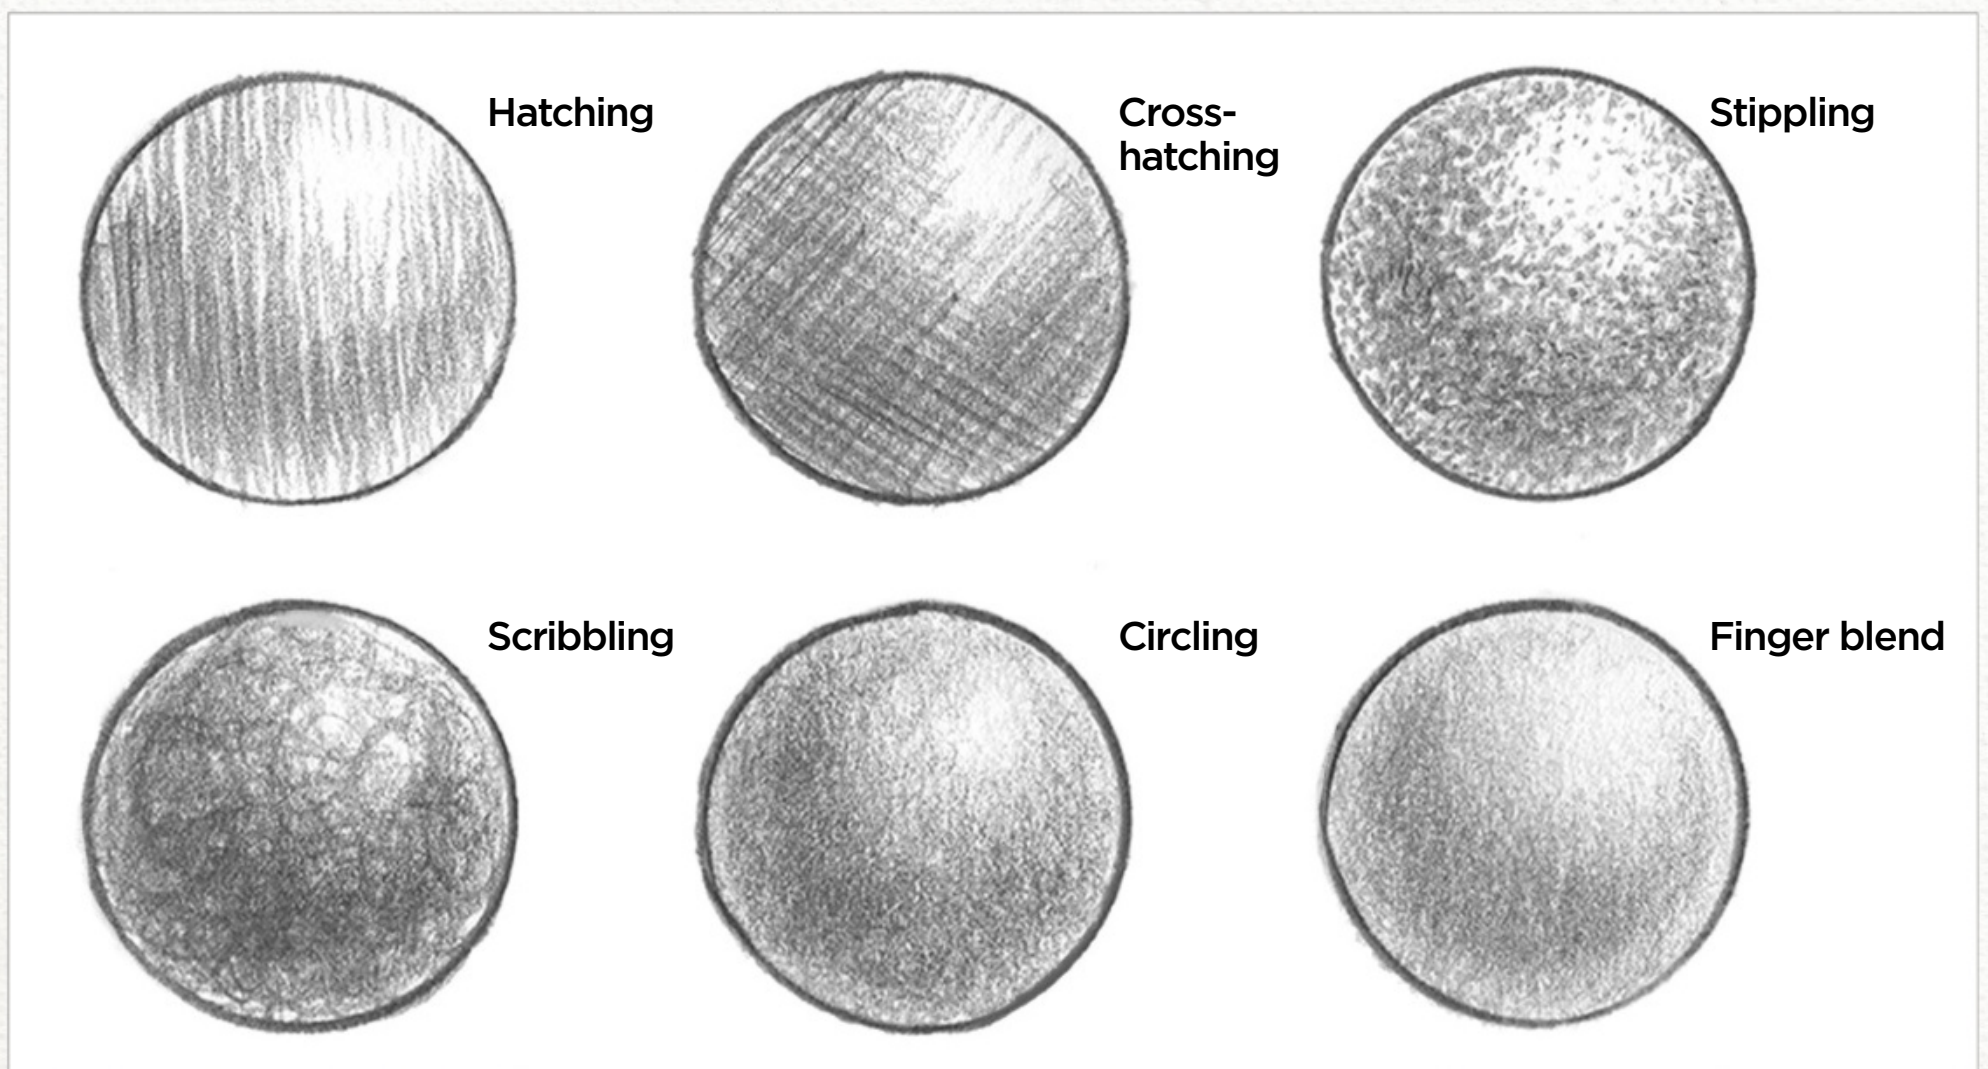 Hatching
Cross-
hatching
Stippling
Scribbling
Circling
Finger blend